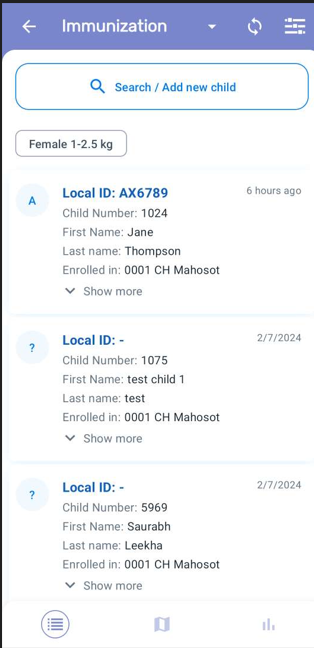 Immunization
Search / Add new child
Female 1-2.5 kg
A
Local ID: AX6789
6 hours ago
Child Number: 1024
First Name: Jane
Last name: Thompson
Enrolled in: 0001 CH Mahosot
Show more
?
Local ID: -
2/7/2024
Child Number: 1075
First Name: test child 1
Last name: test
Enrolled in: 0001 CH Mahosot
Show more
?
Local ID: -
2/7/2024
Child Number: 5969
First Name: Saurabh
Last name: Leekha
Enrolled in: 0001 CH Mahosot
Show more